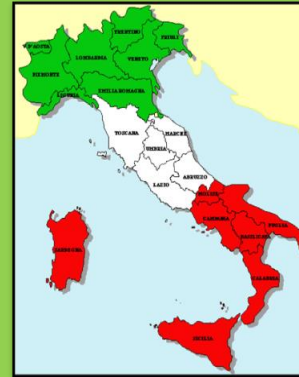 TRENTINO
FRIULI
V.D'AOSTA
LOMBARDIA
VENETO
PIEMONTE
EMILIA ROMAGNA
LIGURIA
TOSCANA
MARCHE
UMBRIA
ABRUZZO
LAZIO
MOLISE
CAMPANIA
PUGLIA
BASILICATA
SARDEGNA
CALABRIA
SICILIA